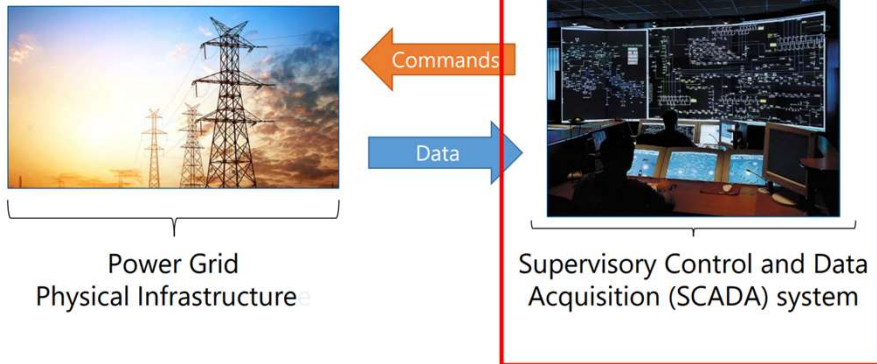 Commands
Data
Power Grid
Physical Infrastructure
Supervisory Control and Data
Acquisition (SCADA) system